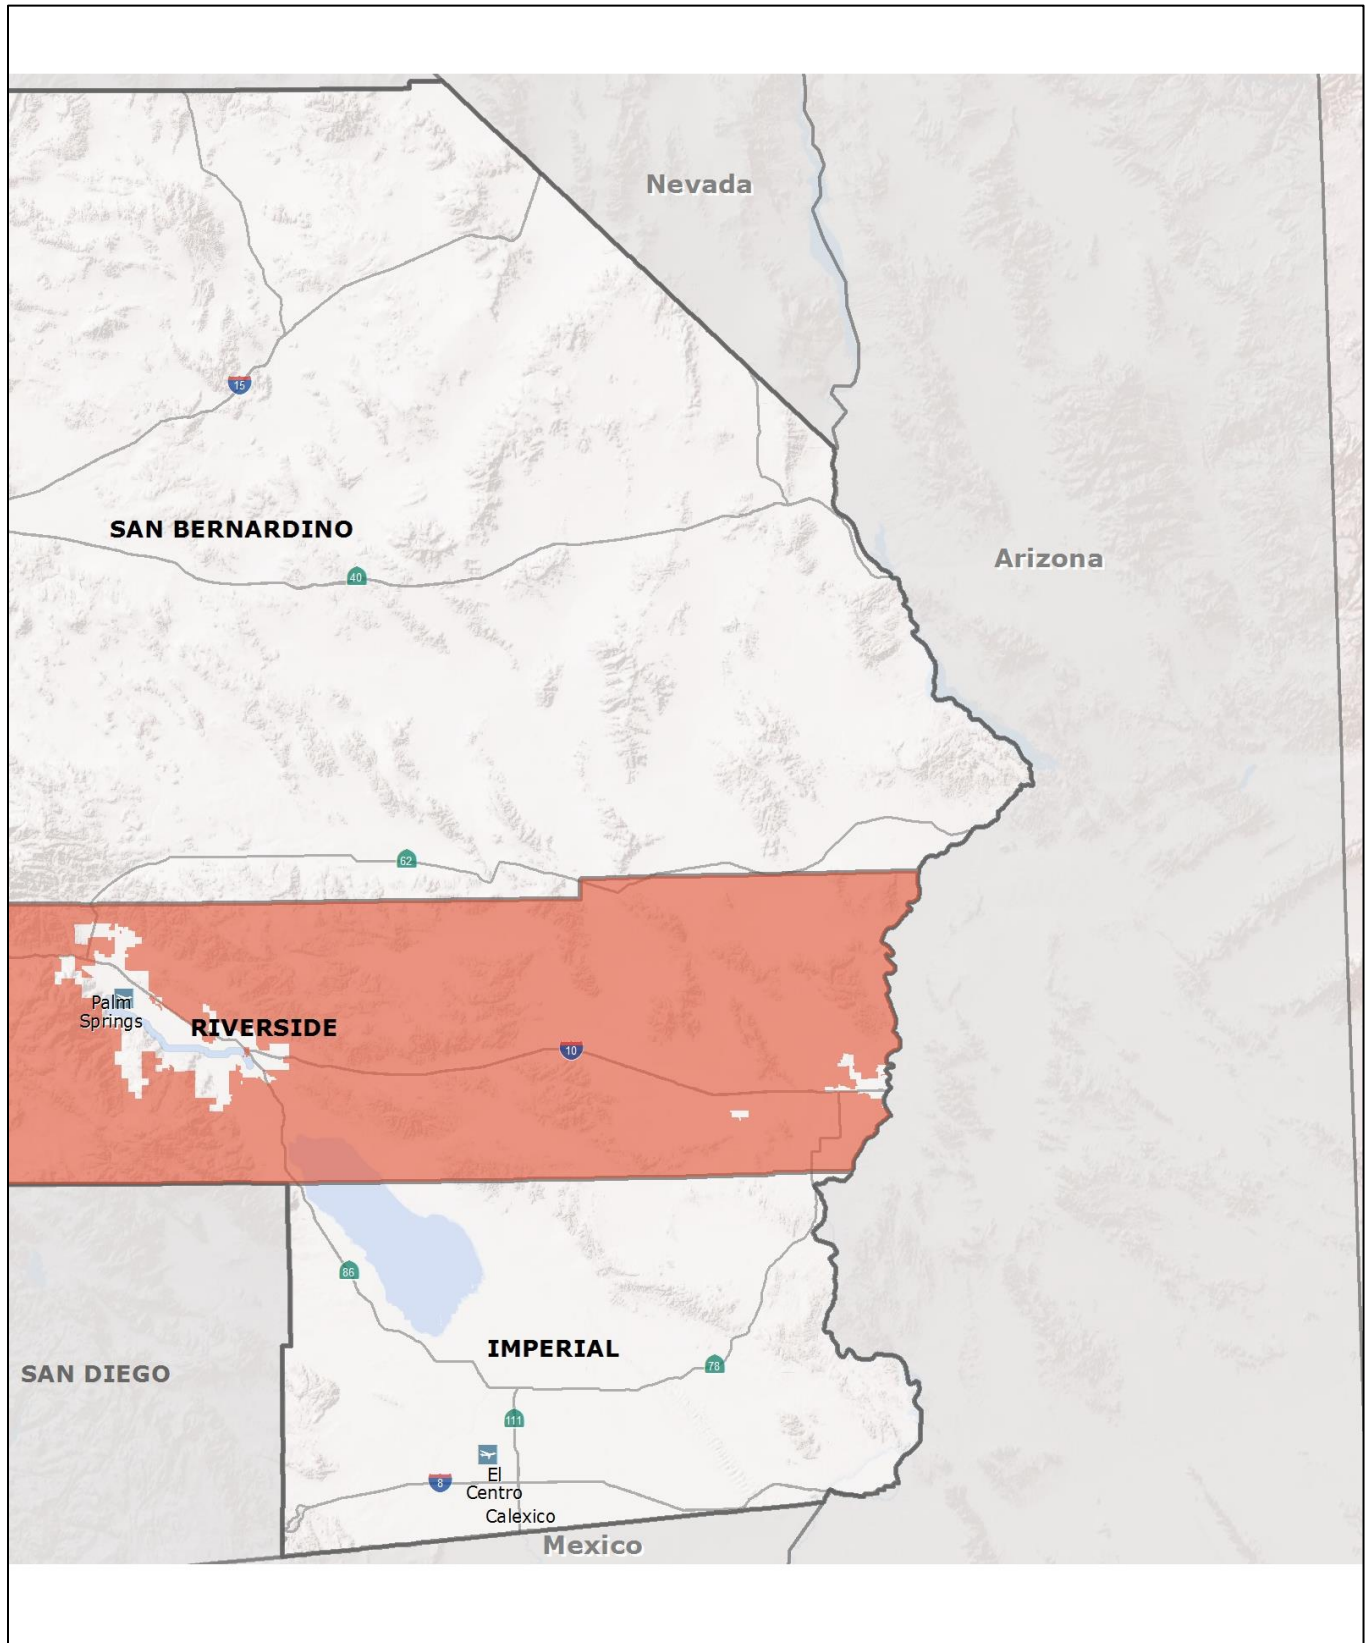 Nevada
15
SAN BERNARDINO
Arizona
40
62
Palm
Springs
RIVERSIDE
10
86
IMPERIAL
78
SAN DIEGO
111
El
Centro
8
Calexico
Mexico